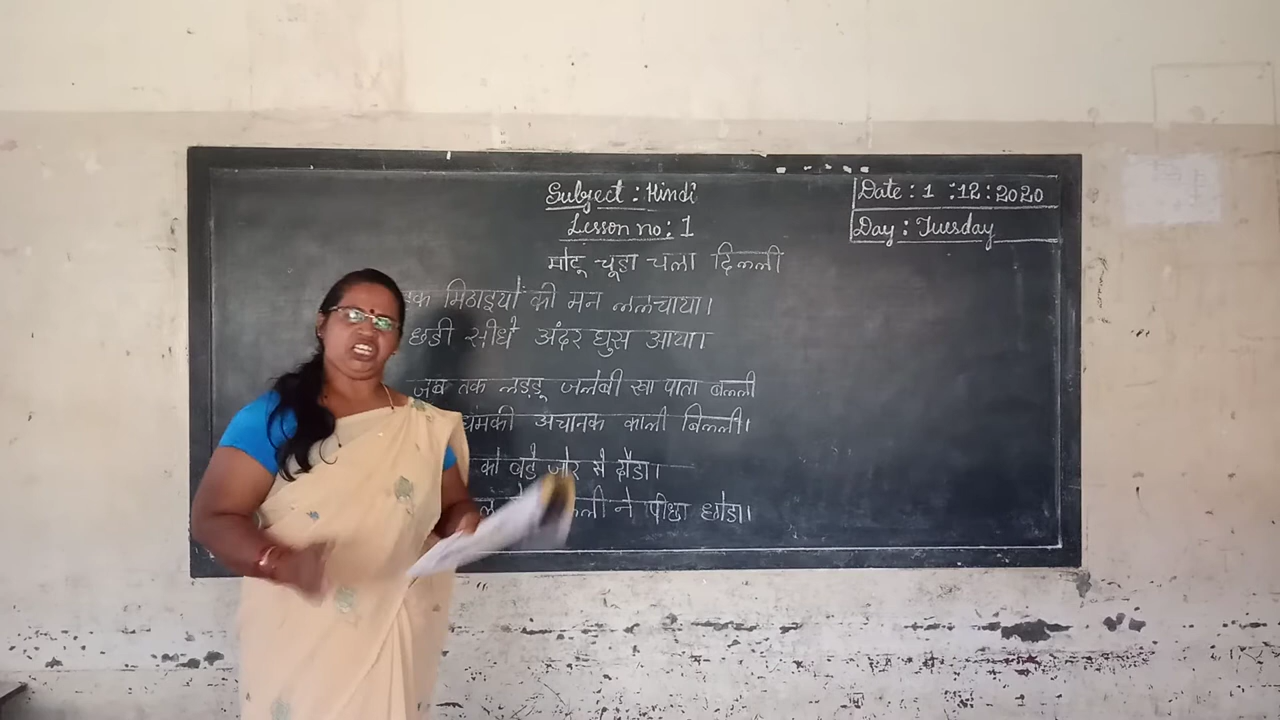 Subject : Hindi
Lesson no : 1
Date : 1 : 12 : 2020
Day : Tuesday
मोटू चूहा चला दिल्ली
मिठाइयों की मन ललचाया।
छडी सीधे अंदर घुस आया।
जब तक लड्डू जलेबी खा पाता बल्ली
धमकी अचानक काली बिल्ली।
को बडे जोर से दौडा।
ने पीछा छोडा।